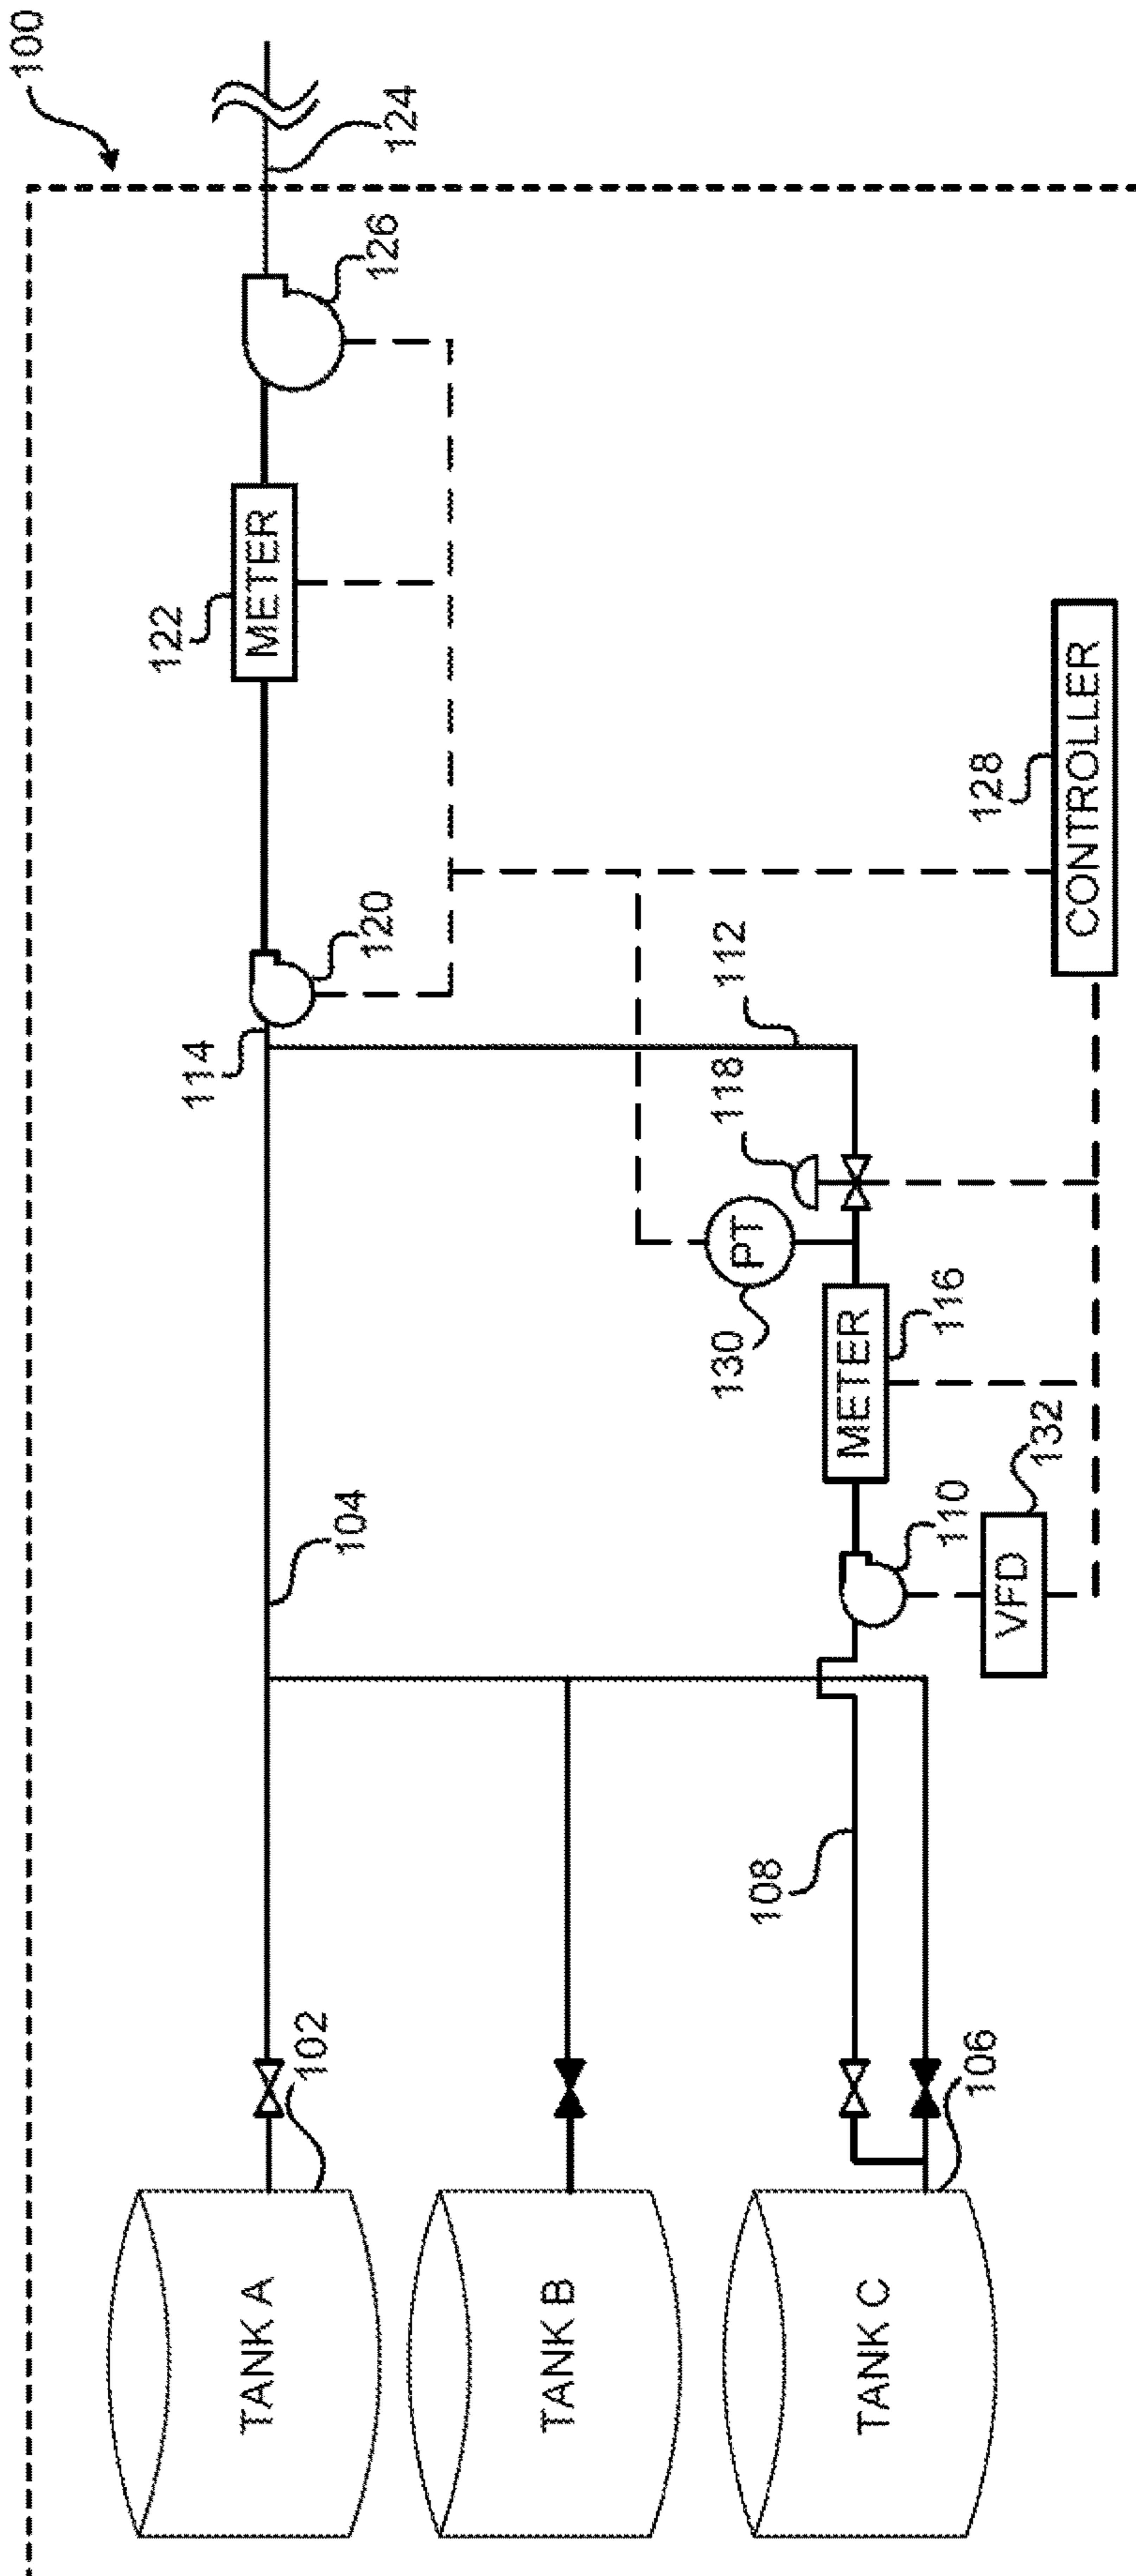 100
124
126
METER
122
120
114
104
102
TANK A
TANK B
TANK C
106
108
110
VFD
132
METER
116
PT
130
118
112
CONTROLLER
128